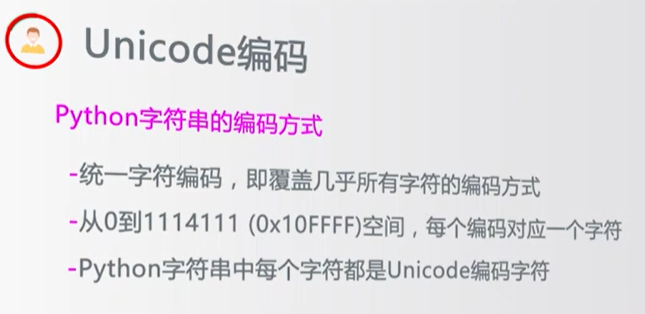 Unicode编码
Python字符串的编码方式
-统一字符编码，即覆盖几乎所有字符的编码方式
-从0到1114111 (0x10FFFF)空间，每个编码对应一个字符
-Python字符串中每个字符都是Unicode编码字符